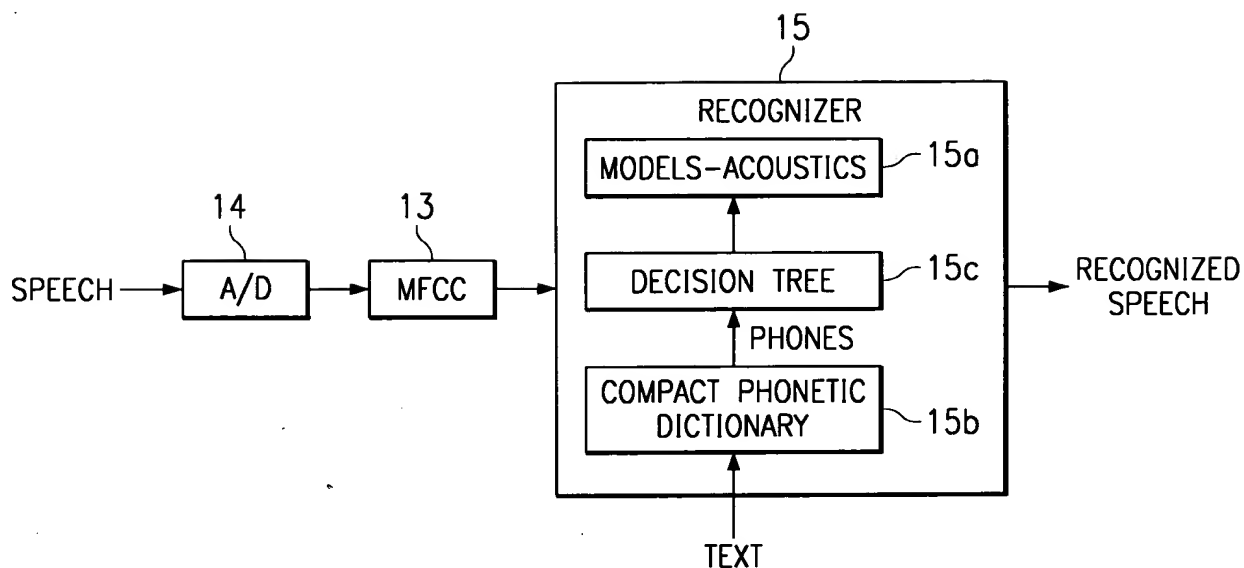 15
RECOGNIZER
MODELS-ACOUSTICS
15a
14
13
SPEECH
A/D
MFCC
DECISION TREE
15c
RECOGNIZED
SPEECH
PHONES
COMPACT PHONETIC
DICTIONARY
15b
TEXT